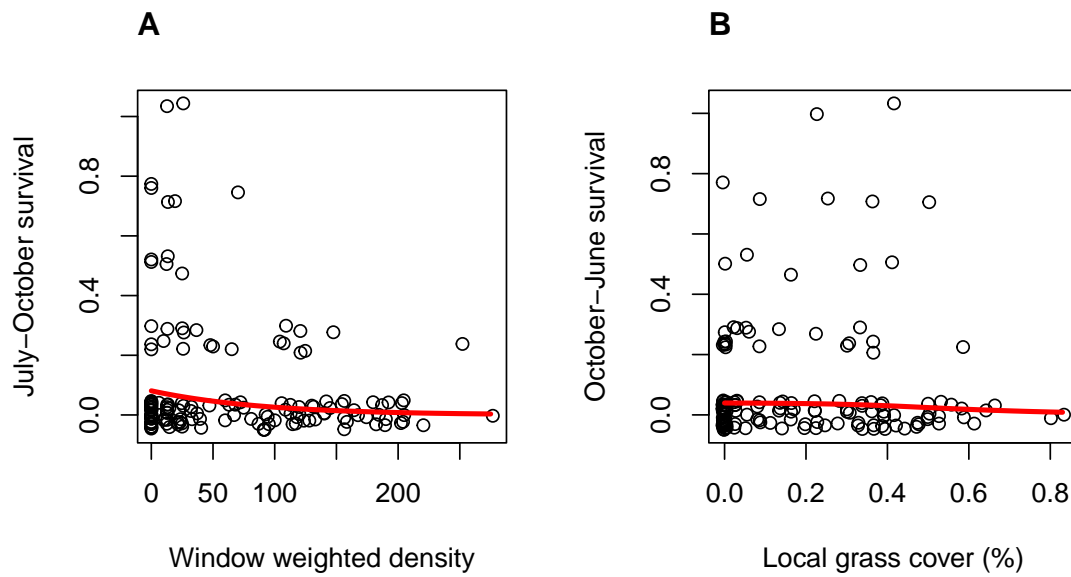 A
July−October survival
0.8
0.4
0.0
0 50 100 200
Window weighted density
B
October−June survival
0.8
0.4
0.0
0.0 0.2 0.4 0.6 0.8
Local grass cover (%)